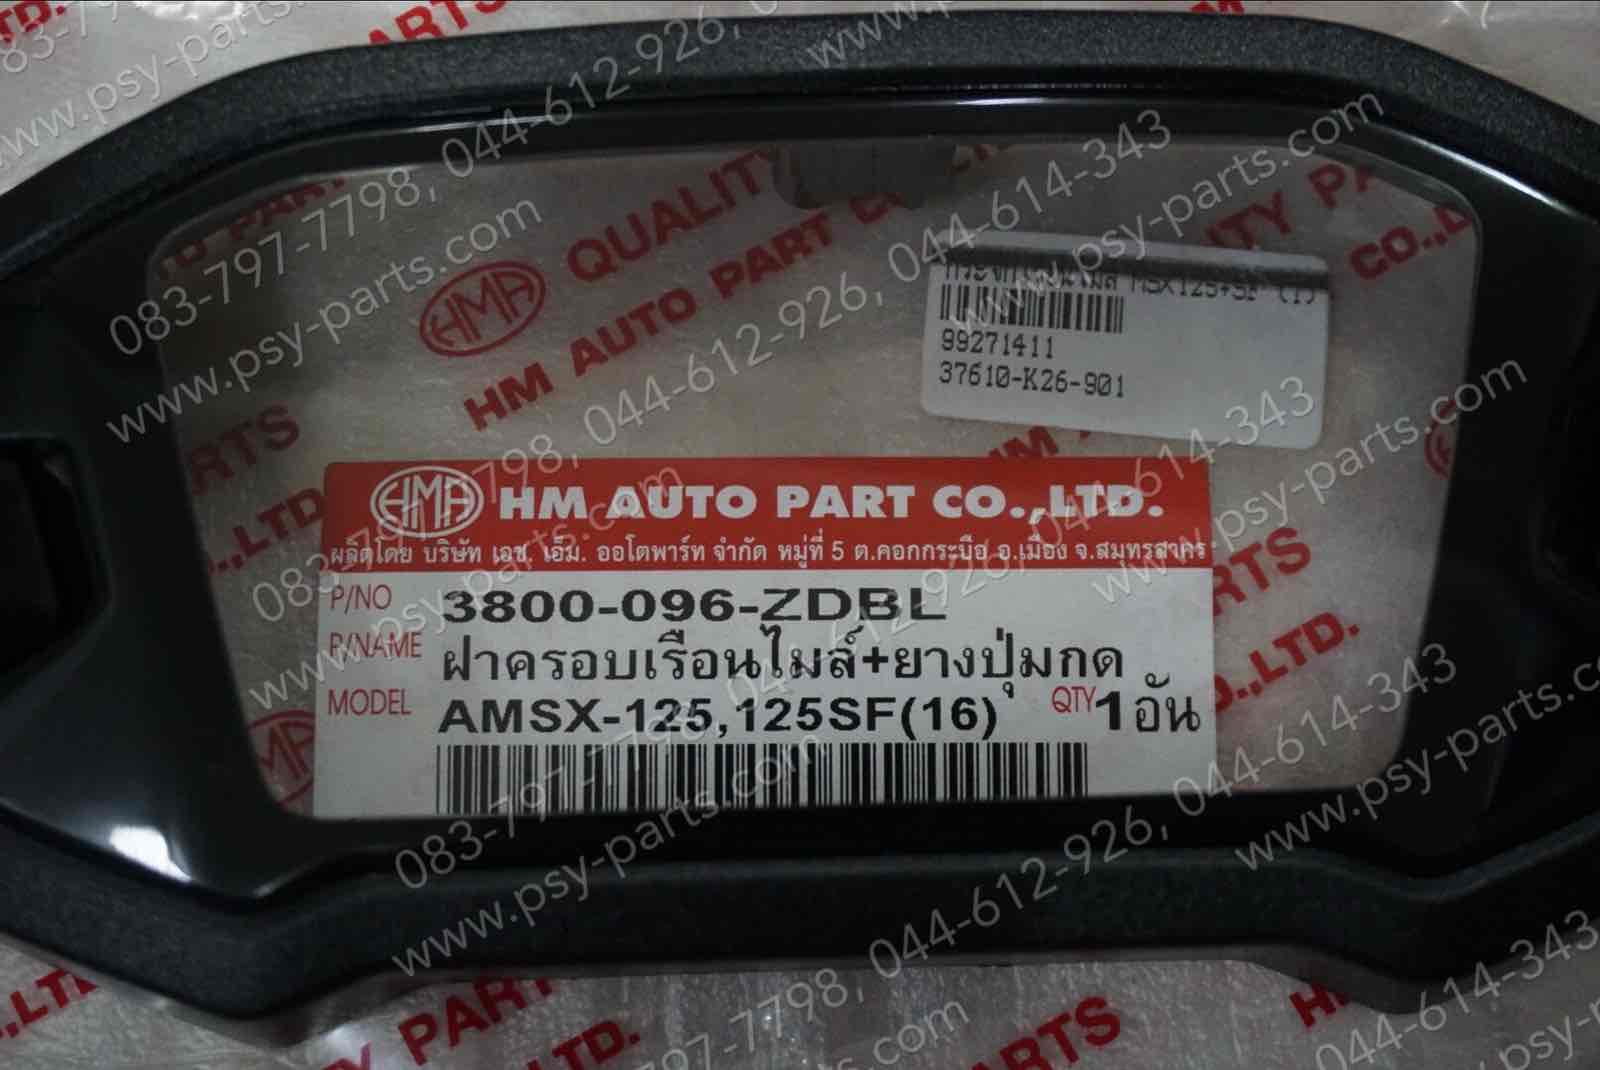 HMA QUALITY PARTS
HM AUTO PART CO.,LTD.
MSX125+SF (1)
99271411
37610-K26-901
HMA HM AUTO PART CO.,LTD.
ผลิตโดย บริษัท เอช. เอ็ม. ออโตพาร์ท จำกัด หมู่ที่ 5 ต.คอกกระบือ อ.เมือง จ.สมุทรสาคร
P/NO 3800-096-ZDBL
P/NAME ฝาครอบเรือนไมล์+ยางปุ่มกด
MODEL AMSX-125,125SF(16) QTY 1 อัน
083-797-7798, 044-612-926, 044-614-343
www.psy-parts.com